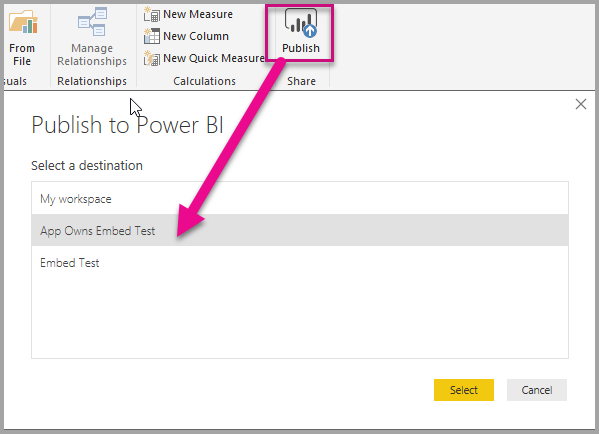 From
File
suals
Manage
Relationships
Relationships
New Measure
New Column
New Quick Measure
Calculations
Publish
Share
Publish to Power BI
Select a destination
My workspace
App Owns Embed Test
Embed Test
Select
Cancel